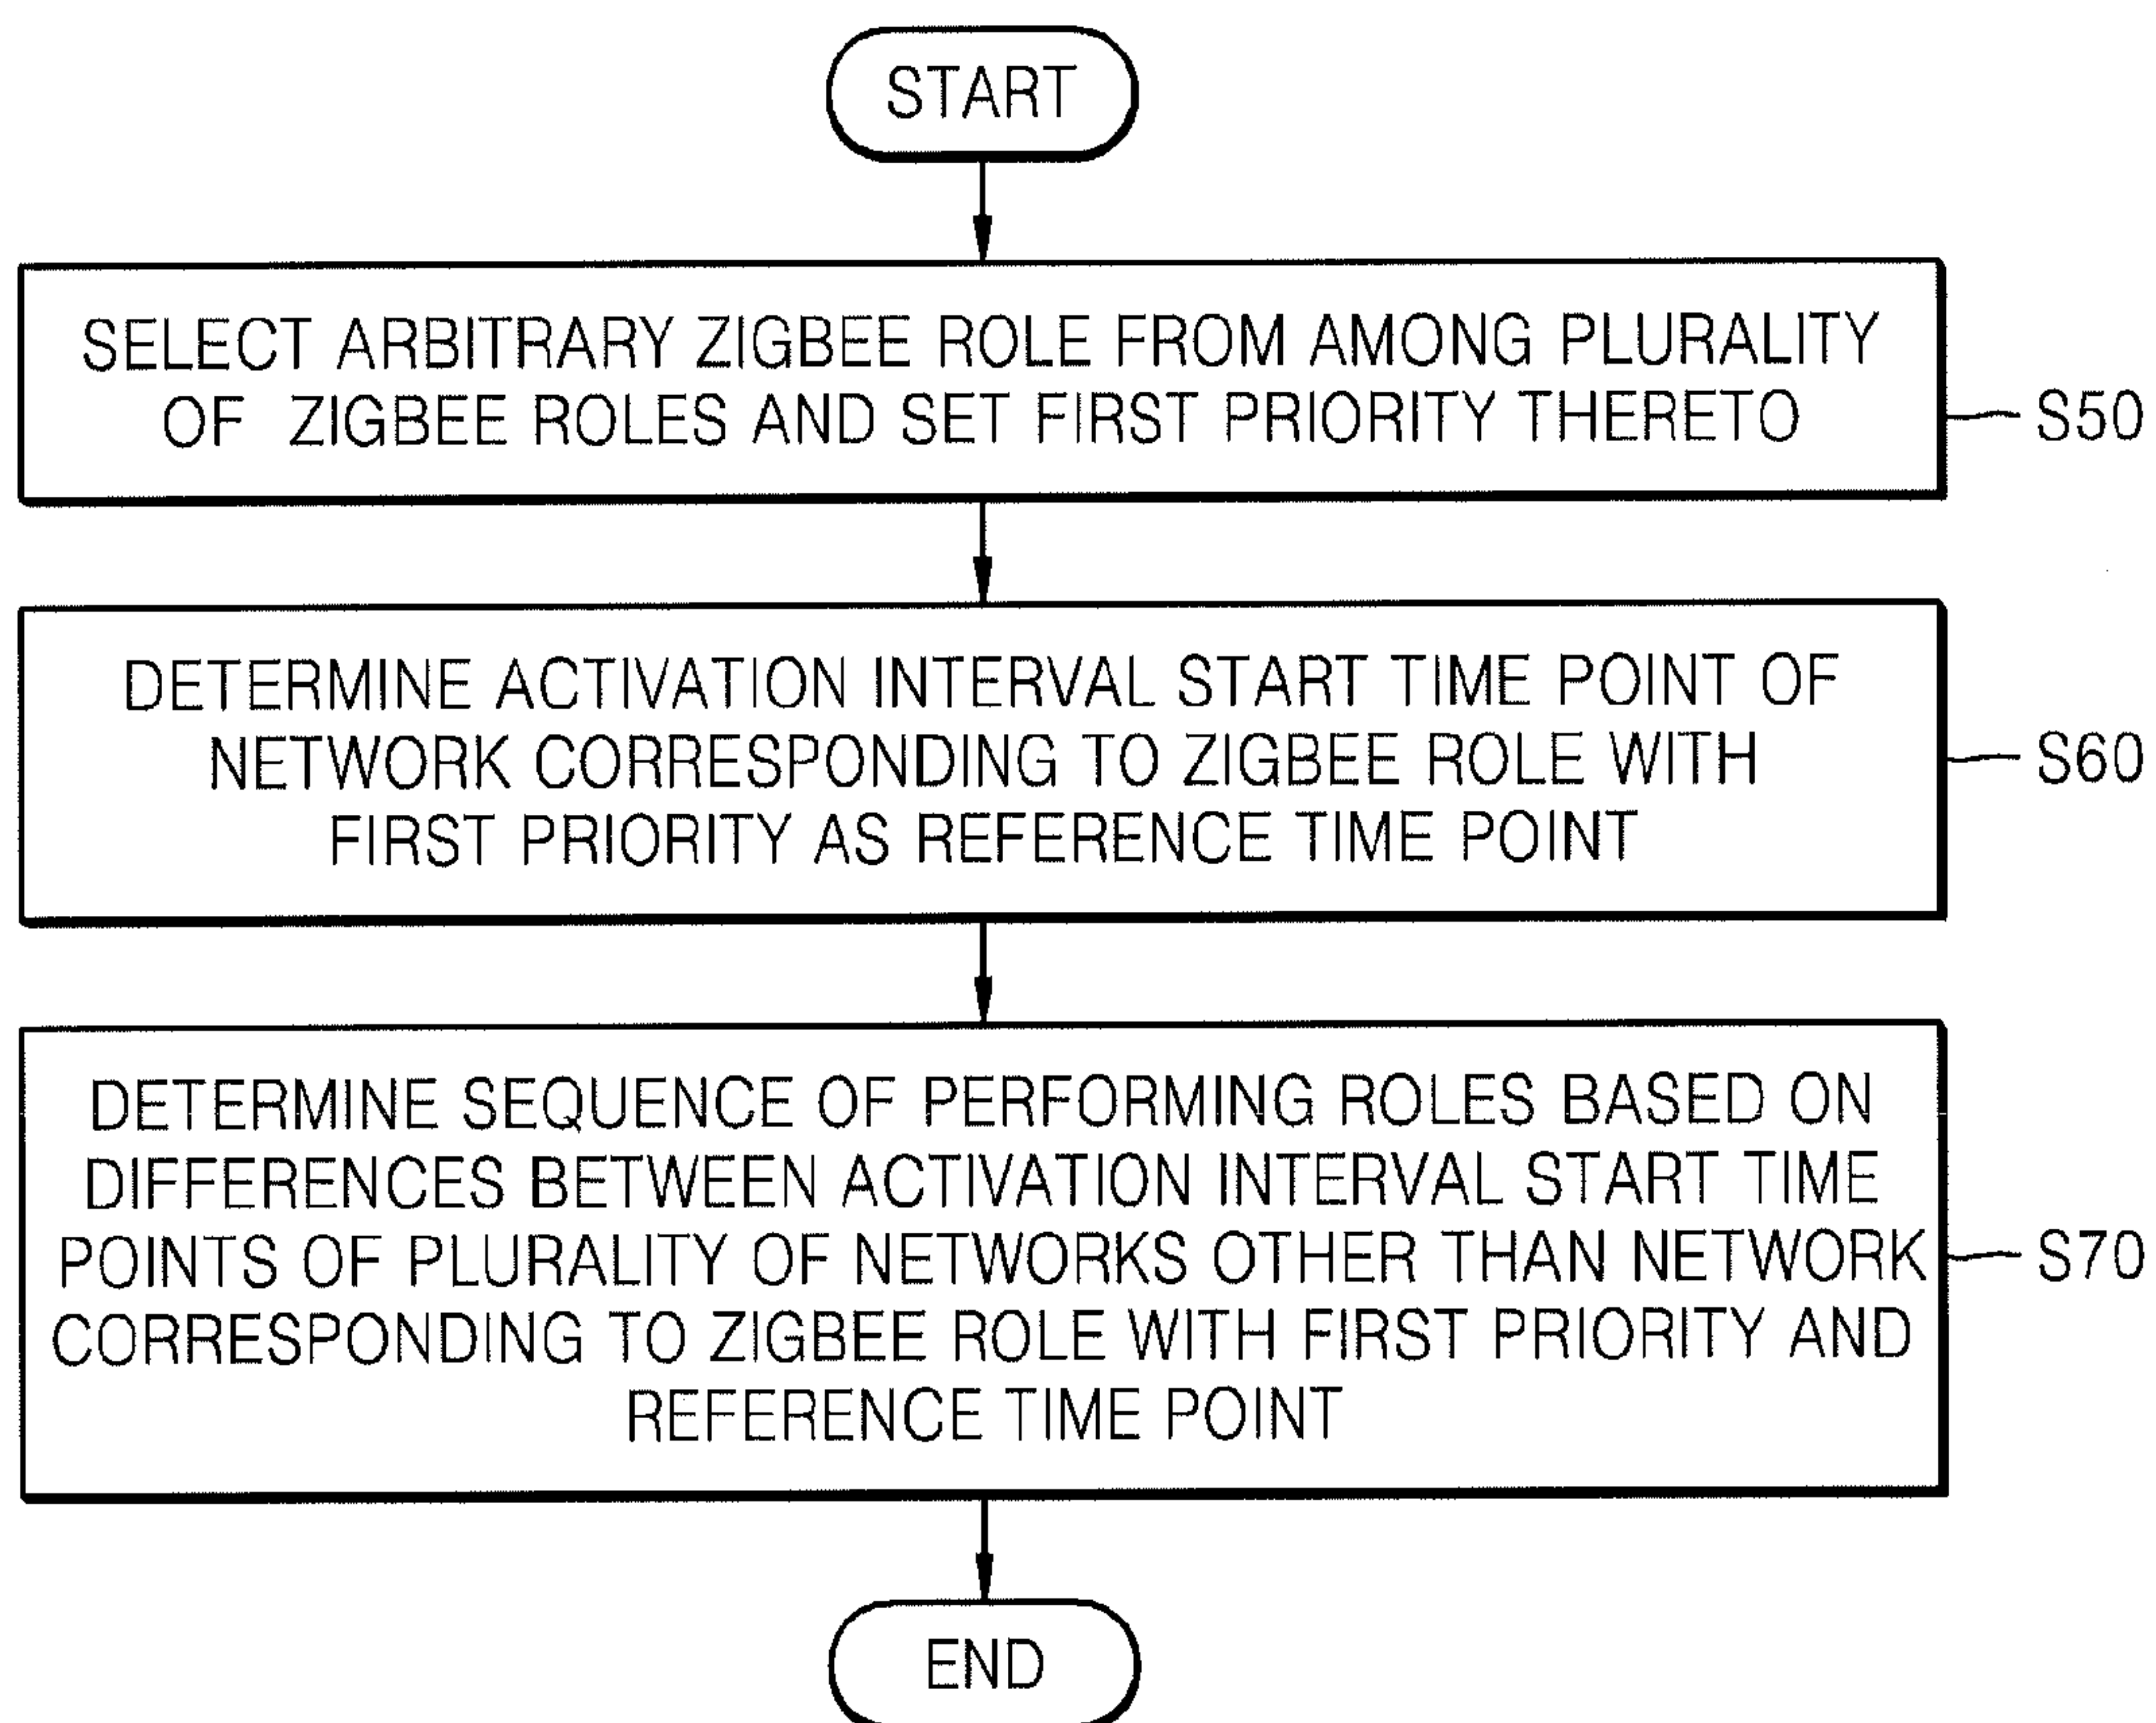 START
SELECT ARBITRARY ZIGBEE ROLE FROM AMONG PLURALITY
OF ZIGBEE ROLES AND SET FIRST PRIORITY THERETO
S50
DETERMINE ACTIVATION INTERVAL START TIME POINT OF
NETWORK CORRESPONDING TO ZIGBEE ROLE WITH
FIRST PRIORITY AS REFERENCE TIME POINT
S60
DETERMINE SEQUENCE OF PERFORMING ROLES BASED ON
DIFFERENCES BETWEEN ACTIVATION INTERVAL START TIME
POINTS OF PLURALITY OF NETWORKS OTHER THAN NETWORK
CORRESPONDING TO ZIGBEE ROLE WITH FIRST PRIORITY AND
REFERENCE TIME POINT
S70
END